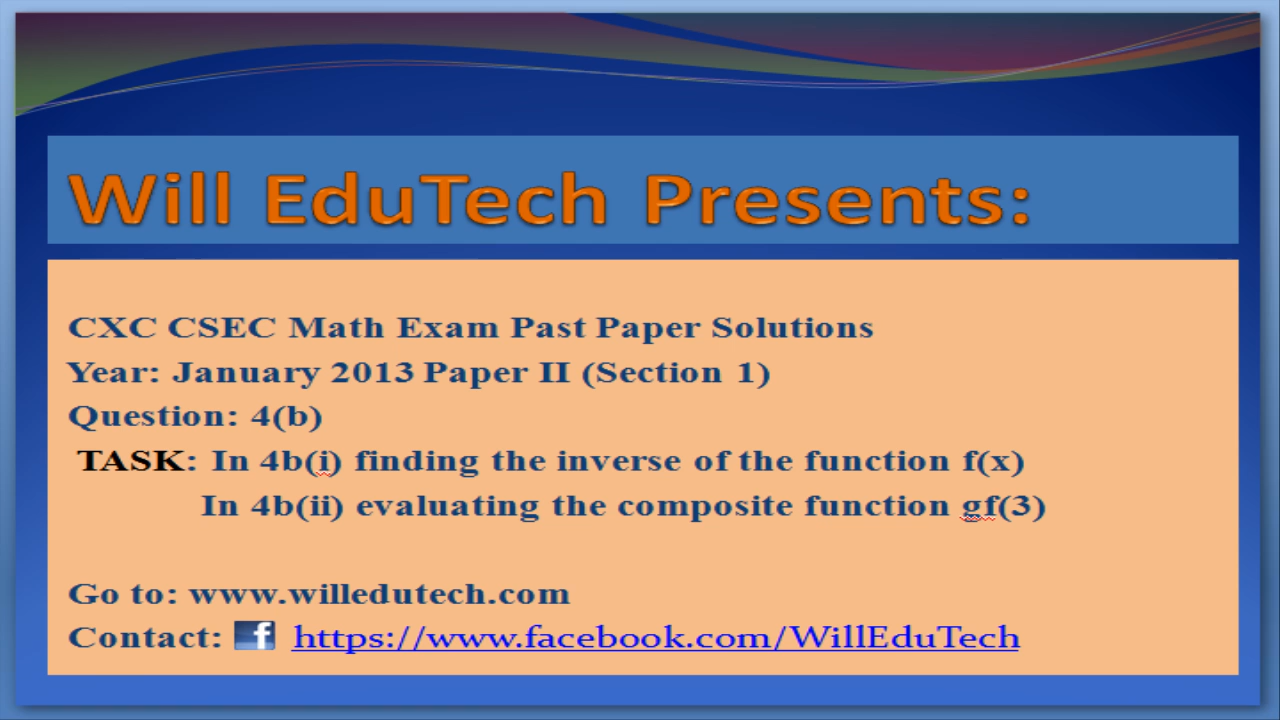 Will EduTech Presents:
CXC CSEC Math Exam Past Paper Solutions
Year: January 2013 Paper II (Section 1)
Question: 4(b)
TASK: In 4b(i) finding the inverse of the function f(x)
In 4b(ii) evaluating the composite function gf(3)
Go to: www.willedutech.com
Contact: f https://www.facebook.com/WillEduTech